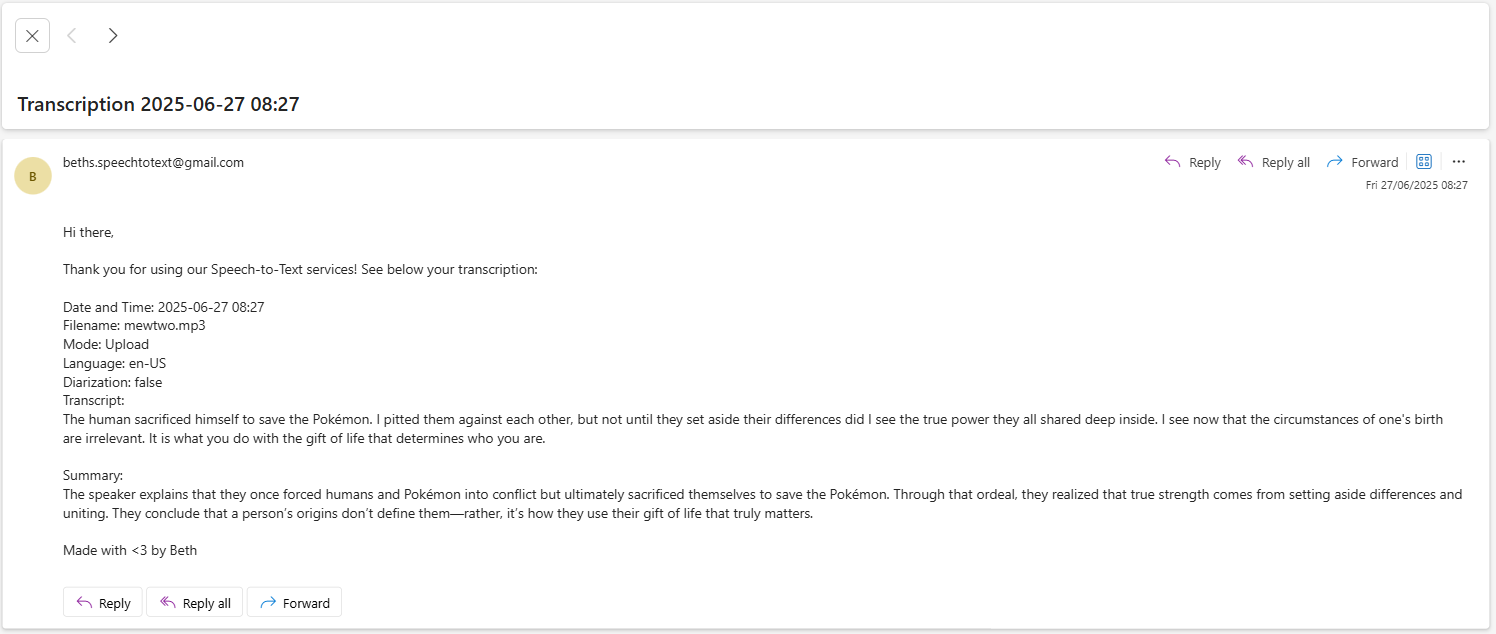 Transcription 2025-06-27 08:27
B
beths.speechtotext@gmail.com
Reply
Reply all
Forward
Fri 27/06/2025 08:27
Hi there,
Thank you for using our Speech-to-Text services! See below your transcription:
Date and Time: 2025-06-27 08:27
Filename: mewtwo.mp3
Mode: Upload
Language: en-US
Diarization: false
Transcript:
The human sacrificed himself to save the Pokémon. I pitted them against each other, but not until they set aside their differences did I see the true power they all shared deep inside. I see now that the circumstances of one's birth
are irrelevant. It is what you do with the gift of life that determines who you are.
Summary:
The speaker explains that they once forced humans and Pokémon into conflict but ultimately sacrificed themselves to save the Pokémon. Through that ordeal, they realized that true strength comes from setting aside differences and
uniting. They conclude that a person’s origins don’t define them—rather, it’s how they use their gift of life that truly matters.
Made with <3 by Beth
Reply
Reply all
Forward